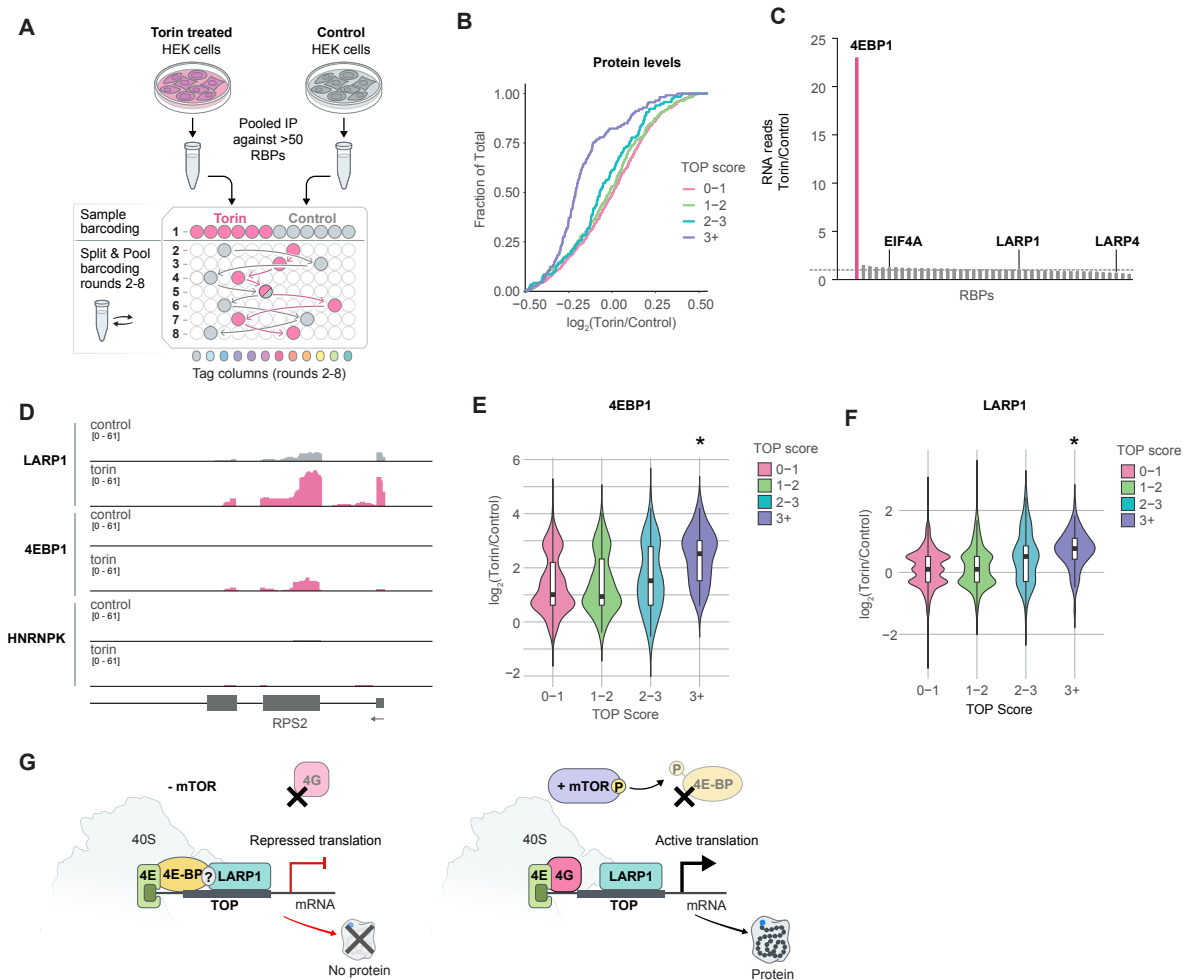 A
Torin treated
HEK cells
Control
HEK cells
Pooled IP
against >50
RBPs
Sample
barcoding
Split & Pool
barcoding
rounds 2-8
Torin
Control
1
2
3
4
5
6
7
8
Tag columns (rounds 2-8)
B
Protein levels
Fraction of Total
1.00
0.75
0.50
0.25
0.00
−0.50
−0.25
0.00
0.25
0.50
log2(Torin/Control)
TOP score
0−1
1−2
2−3
3+
C
RNA reads
Torin/Control
25
20
15
10
5
0
4EBP1
EIF4A
LARP1
LARP4
RBPs
D
LARP1
control
[0 - 61]
torin
[0 - 61]
4EBP1
control
[0 - 61]
torin
[0 - 61]
HNRNPK
control
[0 - 61]
torin
[0 - 61]
RPS2
E
4EBP1
*
log2(Torin/Control)
6
4
2
0
−2
0−1
1−2
2−3
3+
TOP Score
TOP score
0−1
1−2
2−3
3+
F
LARP1
*
log2(Torin/Control)
2
0
−2
0−1
1−2
2−3
3+
TOP Score
TOP score
0−1
1−2
2−3
3+
G
- mTOR
4G
40S
Repressed translation
4E
4E-BP
?
LARP1
TOP
mRNA
No protein
+ mTOR
P
P
4E-BP
40S
Active translation
4E
4G
LARP1
TOP
mRNA
Protein